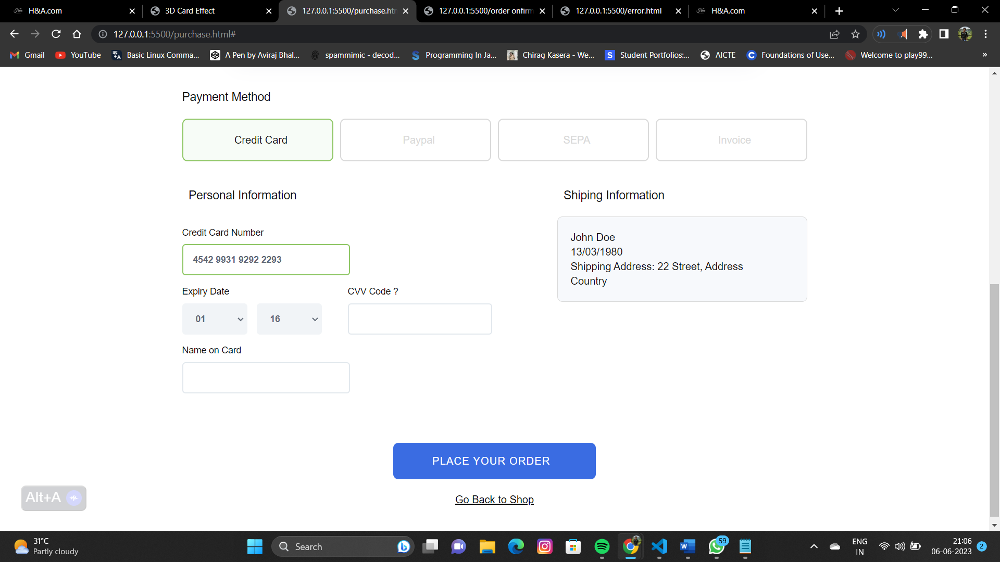 H&A.com
3D Card Effect
127.0.0.1:5500/purchase.htm
127.0.0.1:5500/order onfirm
127.0.0.1:5500/error.html
H&A.com
127.0.0.1:5500/purchase.html#
Gmail
YouTube
Basic Linux Comma...
A Pen by Aviraj Bhal...
spammimic - decod...
Programming In Ja...
Chirag Kasera - We...
Student Portfolios:...
AICTE
Foundations of Use...
Welcome to play99...
»
Payment Method
Credit Card
Paypal
SEPA
Invoice
Personal Information
Shiping Information
Credit Card Number
4542 9931 9292 2293
John Doe
13/03/1980
Shipping Address: 22 Street, Address
Country
Expiry Date
CVV Code ?
01
16
Name on Card
PLACE YOUR ORDER
Go Back to Shop
Alt+A
31°C
Partly cloudy
Search
59
ENG
IN
21:06
06-06-2023
2